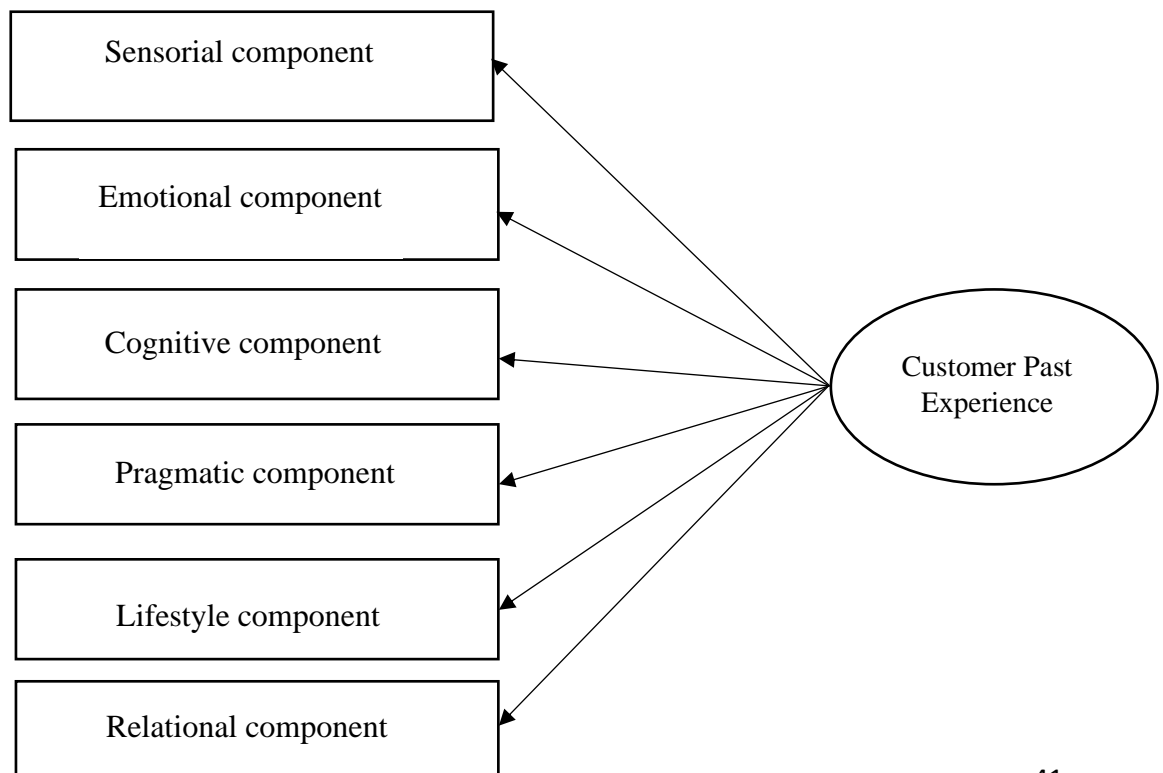 Sensorial component
Emotional component
Cognitive component
Customer Past
Experience
Pragmatic component
Lifestyle component
Relational component